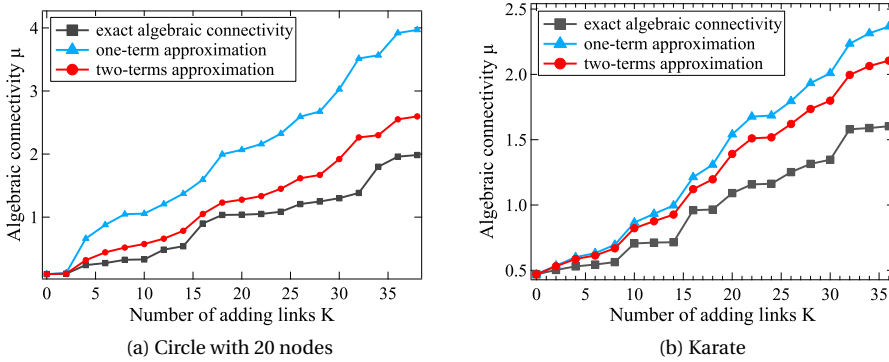 exact algebraic connectivity
one-term approximation
two-terms approximation
Algebraic connectivity μ
4
3
2
1
0 5 10 15 20 25 30 35
Number of adding links K
(a) Circle with 20 nodes
exact algebraic connectivity
one-term approximation
two-terms approximation
Algebraic connectivity μ
2.5
2.0
1.5
1.0
0.5
0 5 10 15 20 25 30 35
Number of adding links K
(b) Karate